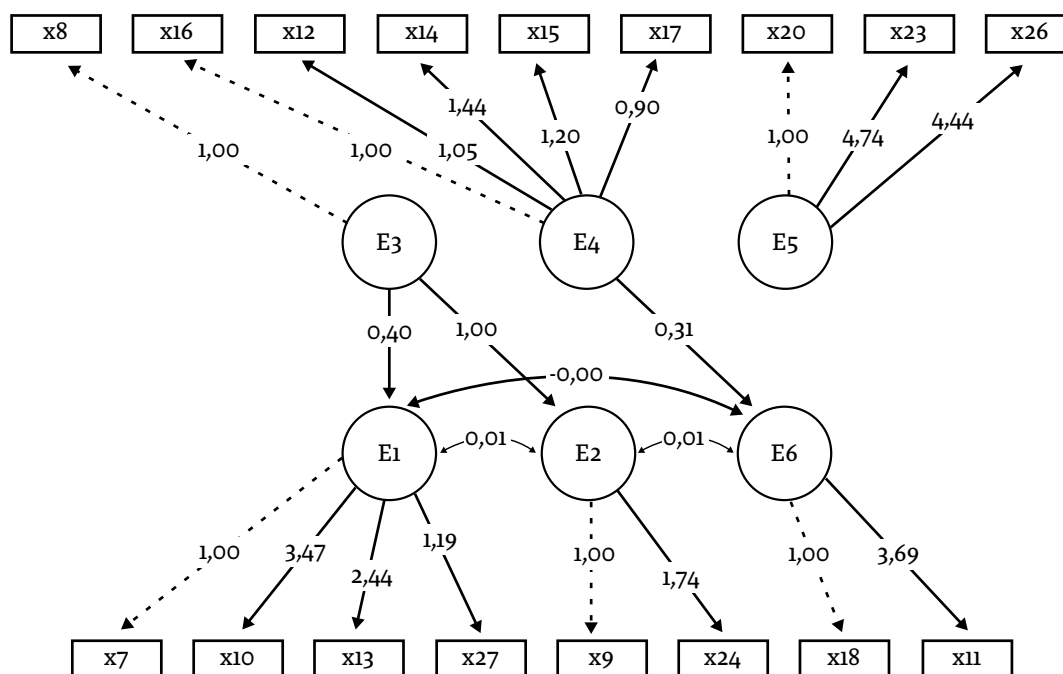 x8 x16 x12 x14 x15 x17 x20 x23 x26
1,44 0,90
1,00 1,00 1,05 1,20 1,00 4,74 4,44
E3 E4 E5
0,40 1,00 0,31
-0,00
E1 0,01 E2 0,01 E6
1,00 3,47 2,44 1,19 1,00 1,74 1,00 3,69
x7 x10 x13 x27 x9 x24 x18 x11